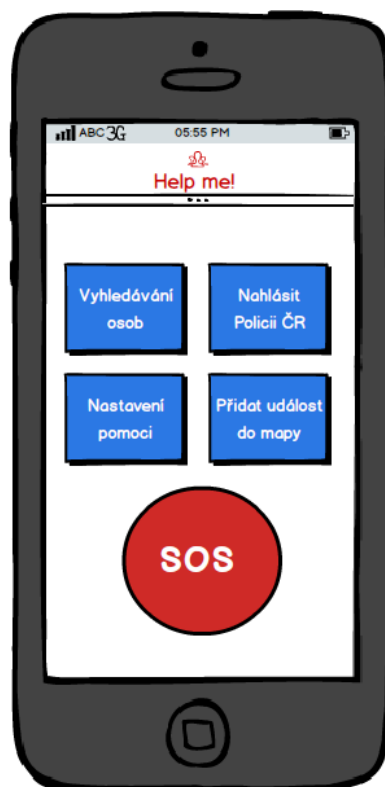 ABC 3G 05:55 PM
Help me!
Vyhledávání
osob
Nahlásit
Policii ČR
Nastavení
pomoci
Přidat událost
do mapy
SOS